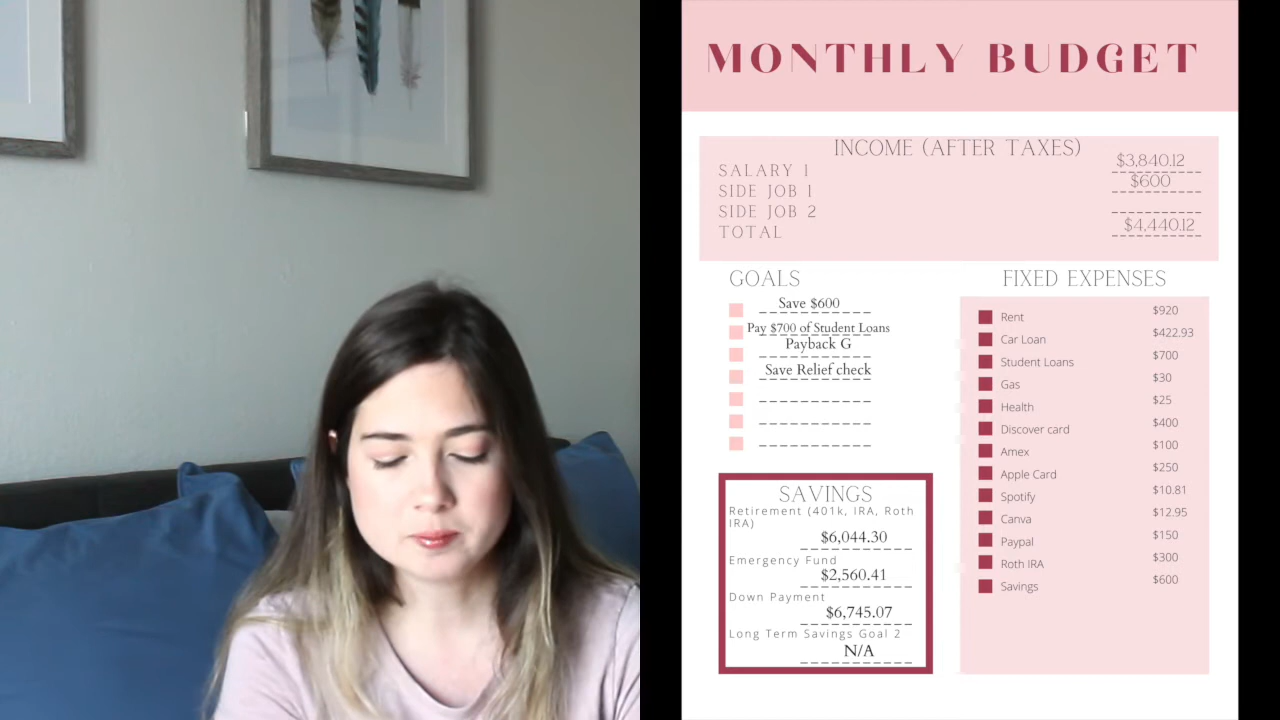 MONTHLY BUDGET
INCOME (AFTER TAXES)
SALARY 1 $3,840.12
SIDE JOB 1 $600
SIDE JOB 2
TOTAL $4,440.12
GOALS
Save $600
Pay $700 of Student Loans
Payback G
Save Relief check
SAVINGS
Retirement (401k, IRA, Roth
IRA)
$6,044.30
Emergency Fund
$2,560.41
Down Payment
$6,745.07
Long Term Savings Goal 2
N/A
FIXED EXPENSES
Rent $920
Car Loan $422.93
Student Loans $700
Gas $30
Health $25
Discover card $400
Amex $100
Apple Card $250
Spotify $10.81
Canva $12.95
Paypal $150
Roth IRA $300
Savings $600